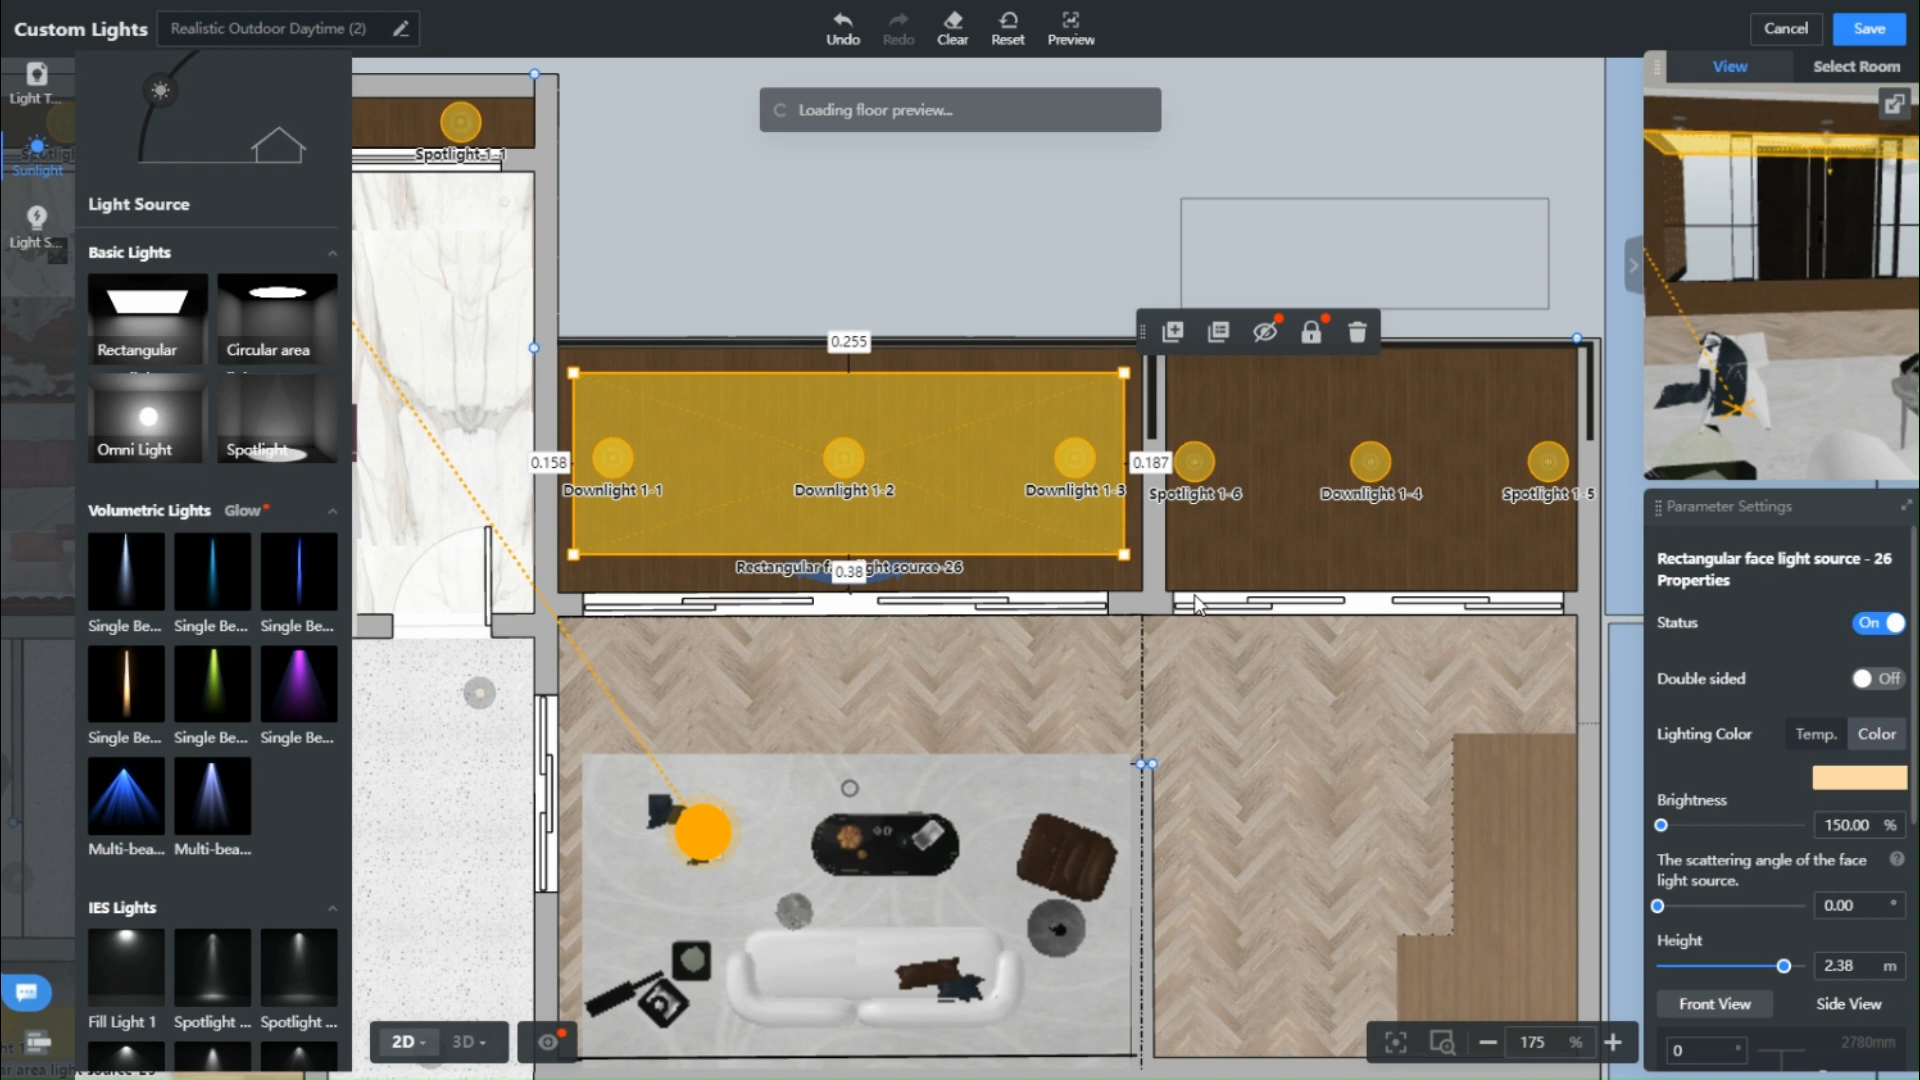 Custom Lights
Realistic Outdoor Daytime (2)
Undo
Redo
Clear
Reset
Preview
Cancel
Save
Light T...
Sunlight
Light S...
Light Source
Basic Lights
Rectangular
Circular area
Omni Light
Spotlight
Volumetric Lights
Glow
Single Be...
Single Be...
Single Be...
Single Be...
Single Be...
Single Be...
Multi-bea...
Multi-bea...
IES Lights
Fill Light 1
Spotlight ...
Spotlight ...
Loading floor preview...
Spotlight 1-1
0.255
0.158
0.187
0.38
Downlight 1-1
Downlight 1-2
Downlight 1-3
Spotlight 1-6
Downlight 1-4
Spotlight 1-5
2D
3D
175 %
View
Select Room
Parameter Settings
Rectangular face light source - 26
Properties
Status
On
Double sided
Off
Lighting Color
Temp.
Color
Brightness
150.00 %
The scattering angle of the face
light source.
0.00 °
Height
2.38 m
Front View
Side View
0 °
2780mm